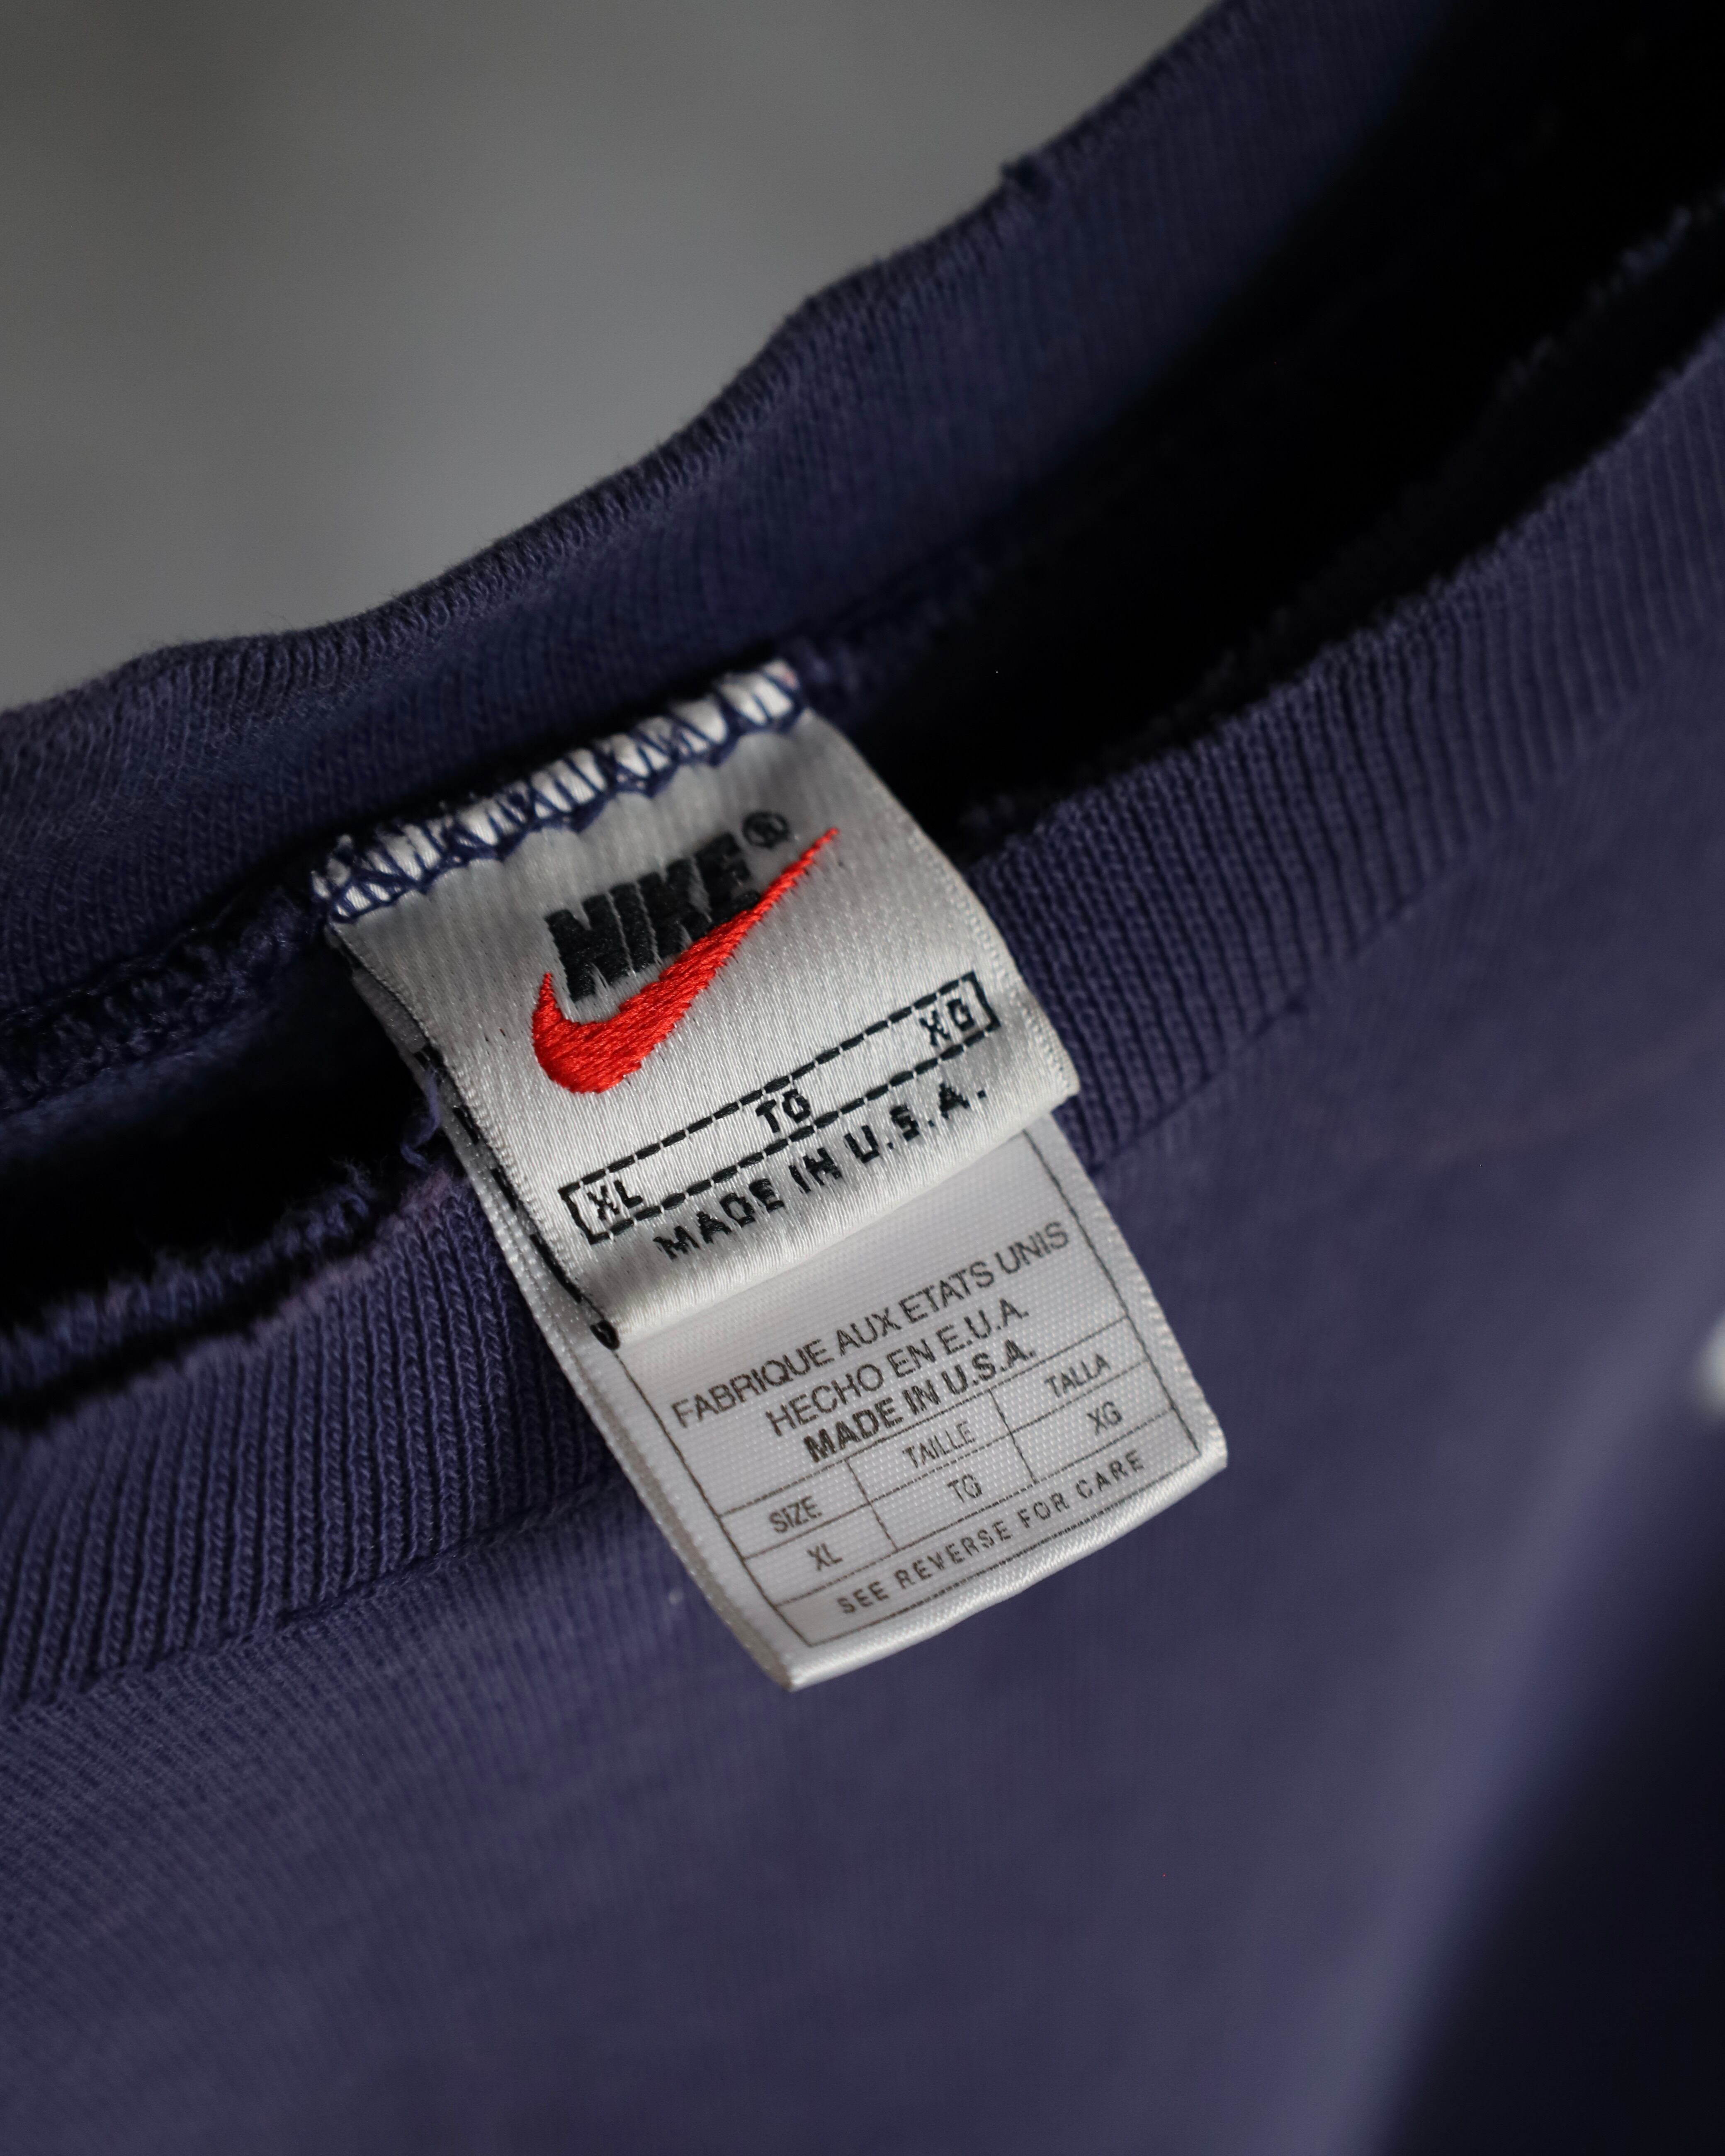 NIKE®
XL TG XG
MADE IN U.S.A.
FABRIQUE AUX ETATS UNIS
HECHO EN E.U.A.
MADE IN U.S.A.
SIZE TAILLE TALLA
XL TG XG
SEE REVERSE FOR CARE